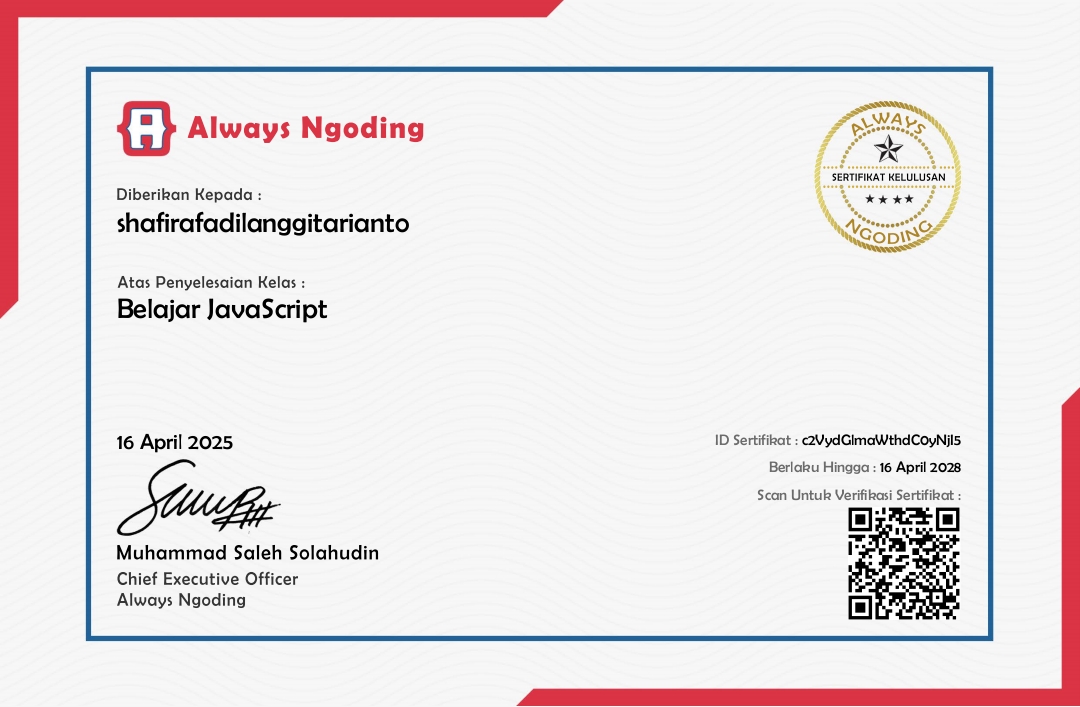 Always Ngoding
ALWAYS
SERTIFIKAT KELULUSAN
NGODING
Diberikan Kepada :
shafirafadilanggitarianto
Atas Penyelesaian Kelas :
Belajar JavaScript
16 April 2025
Muhammad Saleh Solahudin
Chief Executive Officer
Always Ngoding
ID Sertifikat : c2VydGlmaWthdC0yNjI5
Berlaku Hingga : 16 April 2028
Scan Untuk Verifikasi Sertifikat :